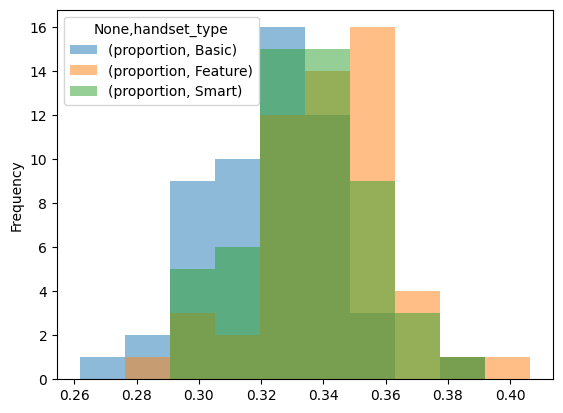 None,handset_type
(proportion, Basic)
(proportion, Feature)
(proportion, Smart)
Frequency
16
14
12
10
8
6
4
2
0
0.26 0.28 0.30 0.32 0.34 0.36 0.38 0.40